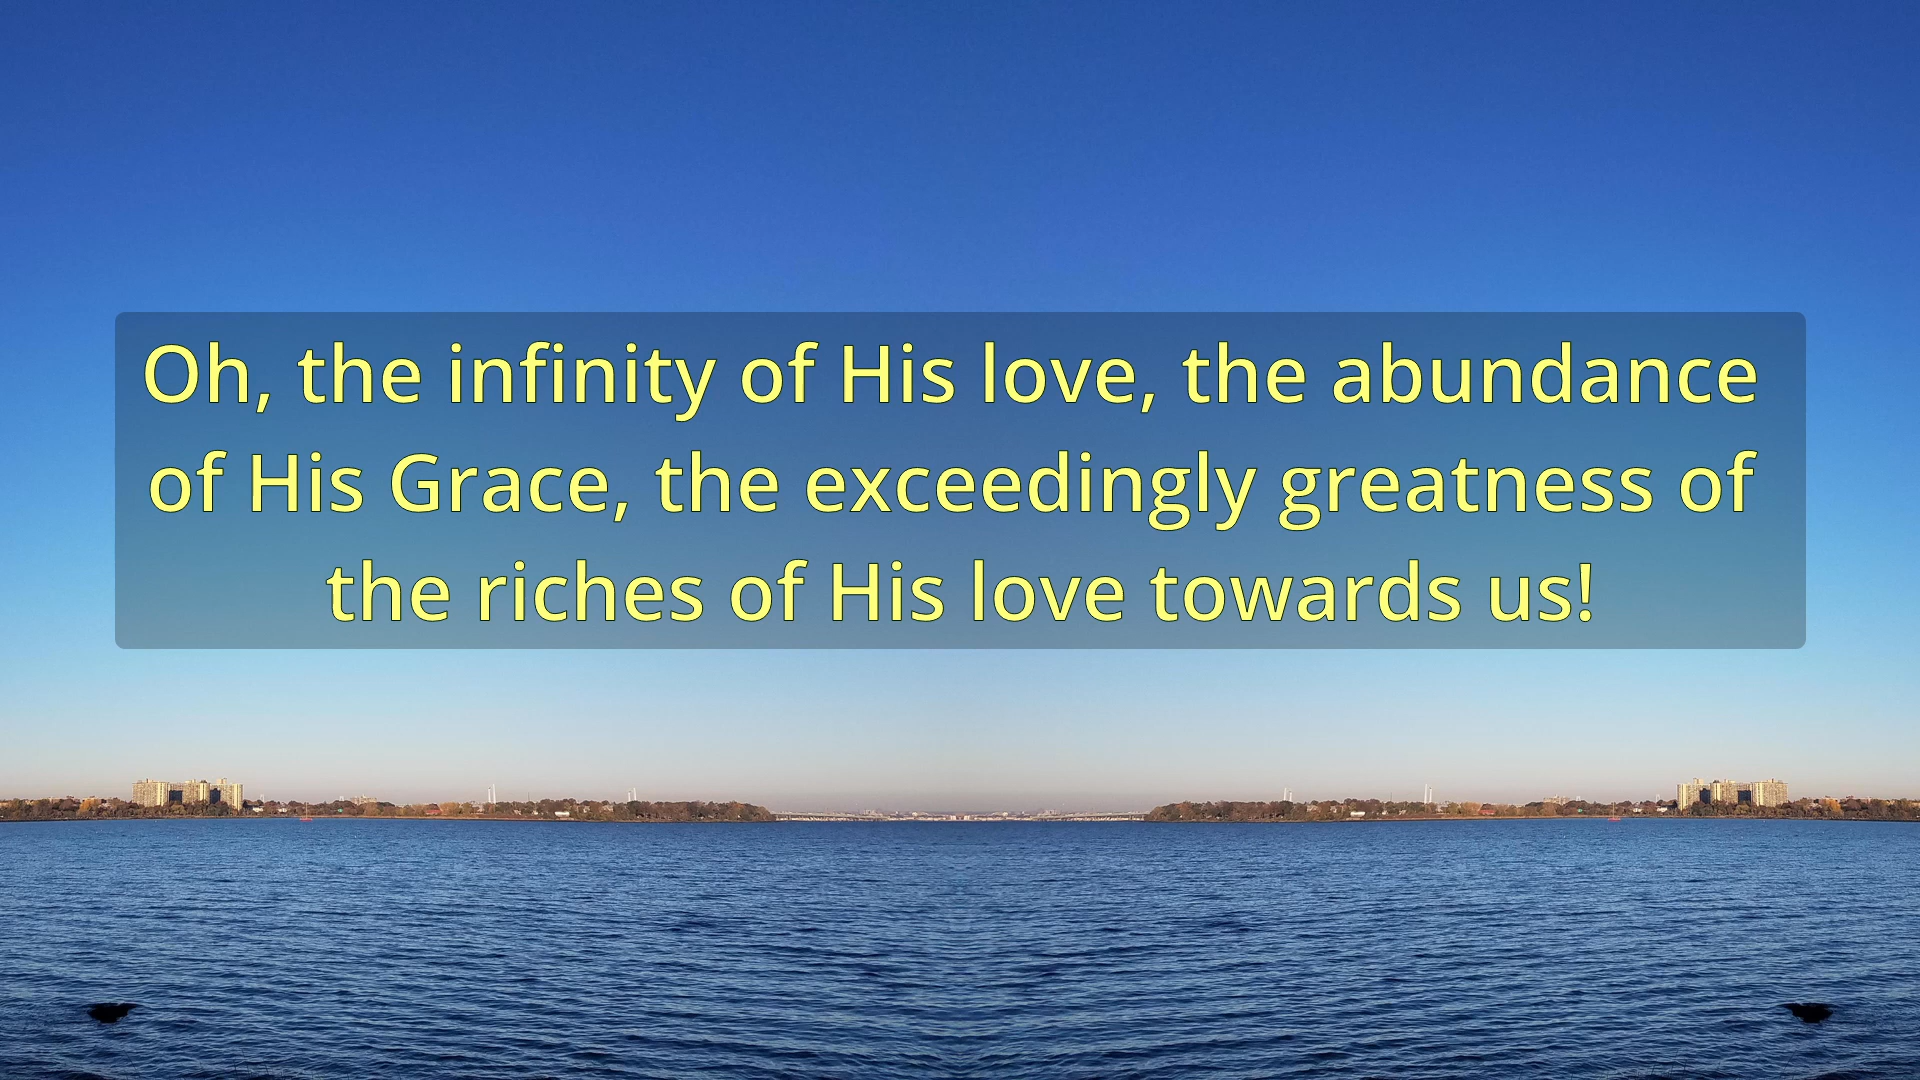 Oh, the infinity of His love, the abundance
of His Grace, the exceedingly greatness of
the riches of His love towards us!